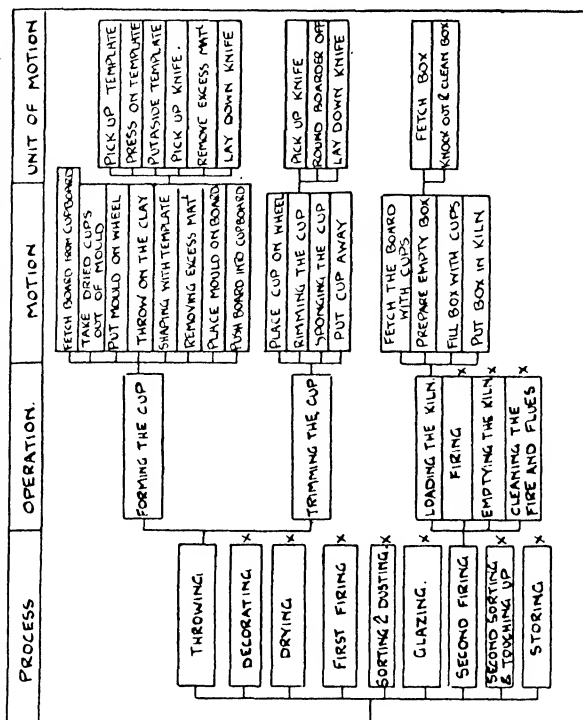 PROCESS
OPERATION.
MOTION
UNIT OF MOTION
THROWING
DECORATING
x
DRYING
x
FIRST FIRING
x
SORTING & DUSTING
x
GLAZING.
x
SECOND FIRING
x
SECOND SORTING
& TOUCHING UP
x
STORING
x
FORMING THE CUP
TRIMMING THE CUP
LOADING THE KILN
FIRING
x
EMPTYING THE KILN
x
CLEANING THE
FIRE AND FLUES
x
FETCH BOARD FROM CUPBOARD
TAKE DRIED CUPS
OUT OF MOULD
PUT MOULD ON WHEEL
THROW ON THE CLAY
SHAPING WITH TEMPLATE
REMOVING EXCESS MATL
PLACE MOULD ON BOARD
PUSH BOARD INTO CUPBOARD
PLACE CUP ON WHEEL
RIMMING THE CUP
SPONGING THE CUP
PUT CUP AWAY
FETCH THE BOARD
WITH CUPS
PREPARE EMPTY BOX
FILL BOX WITH CUPS
PUT BOX IN KILN
PICK UP TEMPLATE
PRESS ON TEMPLATE
PUTASIDE TEMPLATE
PICK UP KNIFE.
REMOVE EXCESS MATL
LAY DOWN KNIFE
PICK UP KNIFE
ROUND BOARDER OFF
LAY DOWN KNIFE
FETCH BOX
KNOCK OUT & CLEAN BOX